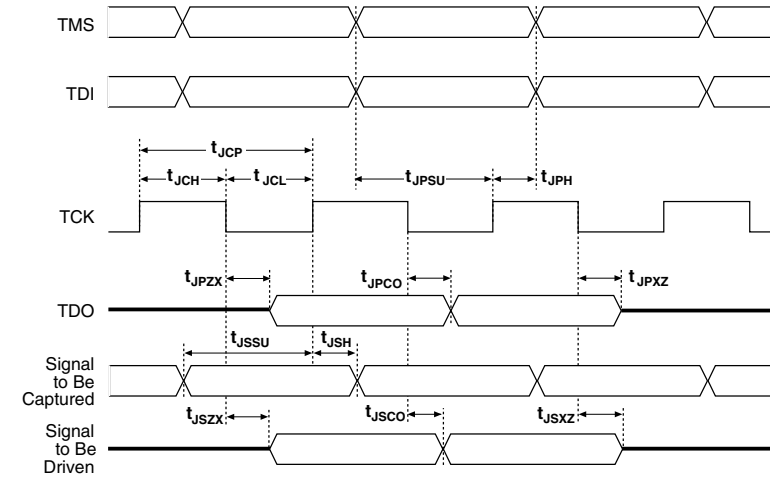 TMS
TDI
tJCP
tJCH
tJCL
tJPSU
tJPH
TCK
tJPZX
tJPCO
tJPXZ
TDO
tJSSU
tJSH
Signal
to Be
Captured
tJSZX
tJSCO
tJSXZ
Signal
to Be
Driven